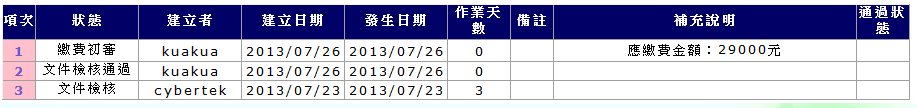 項次 狀態 建立者 建立日期 發生日期 作業天數 備註 補充說明 通過狀態
1 繳費初審 kuakua 2013/07/26 2013/07/26 0 應繳費金額：29000元
2 文件檢核通過 kuakua 2013/07/26 2013/07/26 0
3 文件檢核 cybertek 2013/07/23 2013/07/23 3